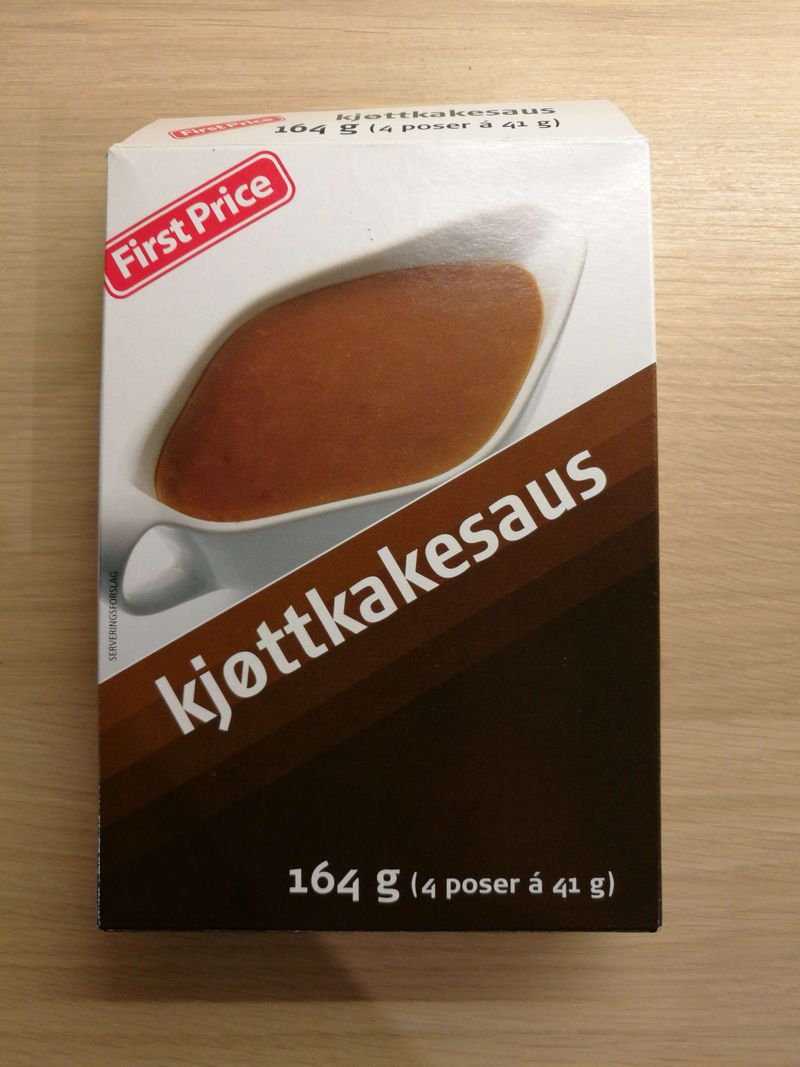 First Price
kjøttkakesaus
164 g (4 poser á 41 g)
First Price
SERVERINGSFORSLAG
kjøttkakesaus
164 g (4 poser á 41 g)